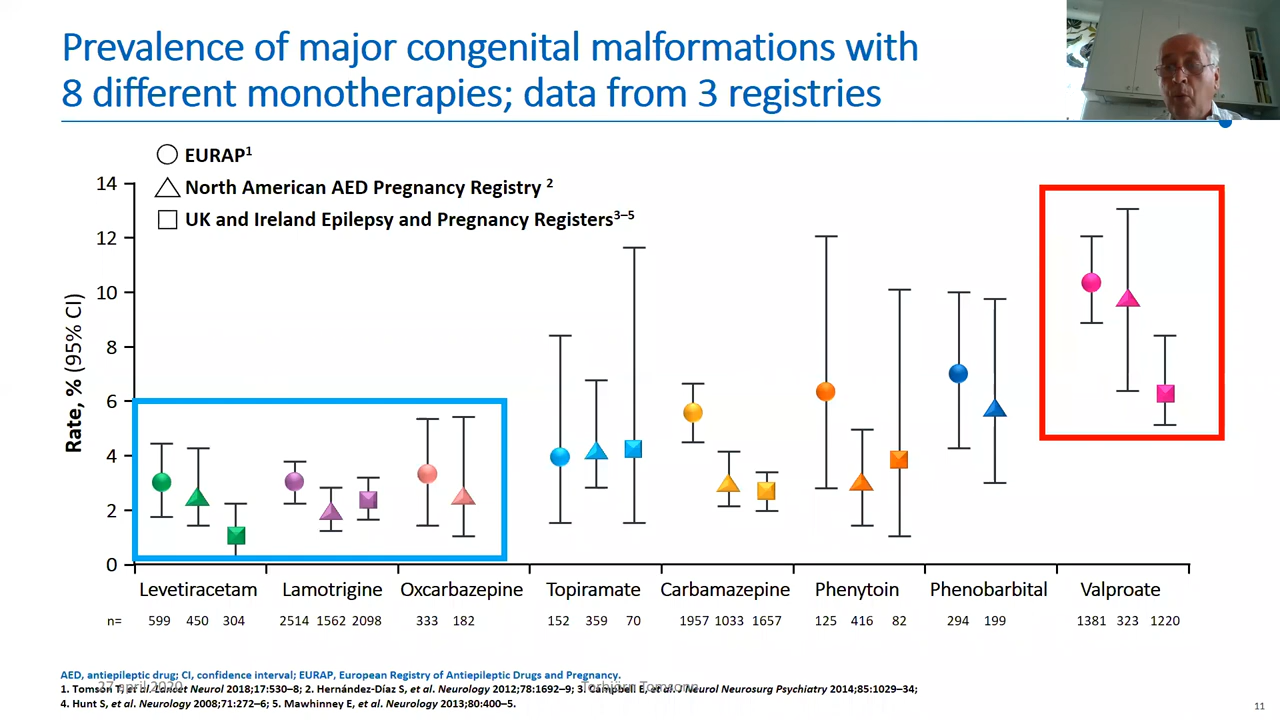 Prevalence of major congenital malformations with
8 different monotherapies; data from 3 registries
EURAP1
North American AED Pregnancy Registry 2
UK and Ireland Epilepsy and Pregnancy Registers3–5
Rate, % (95% CI)
14
12
10
8
6
4
2
0
Levetiracetam Lamotrigine Oxcarbazepine Topiramate Carbamazepine Phenytoin Phenobarbital Valproate
n= 599 450 304 2514 1562 2098 333 182 152 359 70 1957 1033 1657 125 416 82 294 199 1381 323 1220
AED, antiepileptic drug; CI, confidence interval; EURAP, European Registry of Antiepileptic Drugs and Pregnancy.
27 april 2020
Torbjörn Tomson
1. Tomson T, et al. Lancet Neurol 2018;17:530–8; 2. Hernández-Díaz S, et al. Neurology 2012;78:1692–9; 3. Campbell E, et al. J Neurol Neurosurg Psychiatry 2014;85:1029–34;
4. Hunt S, et al. Neurology 2008;71:272–6; 5. Mawhinney E, et al. Neurology 2013;80:400–5.
11